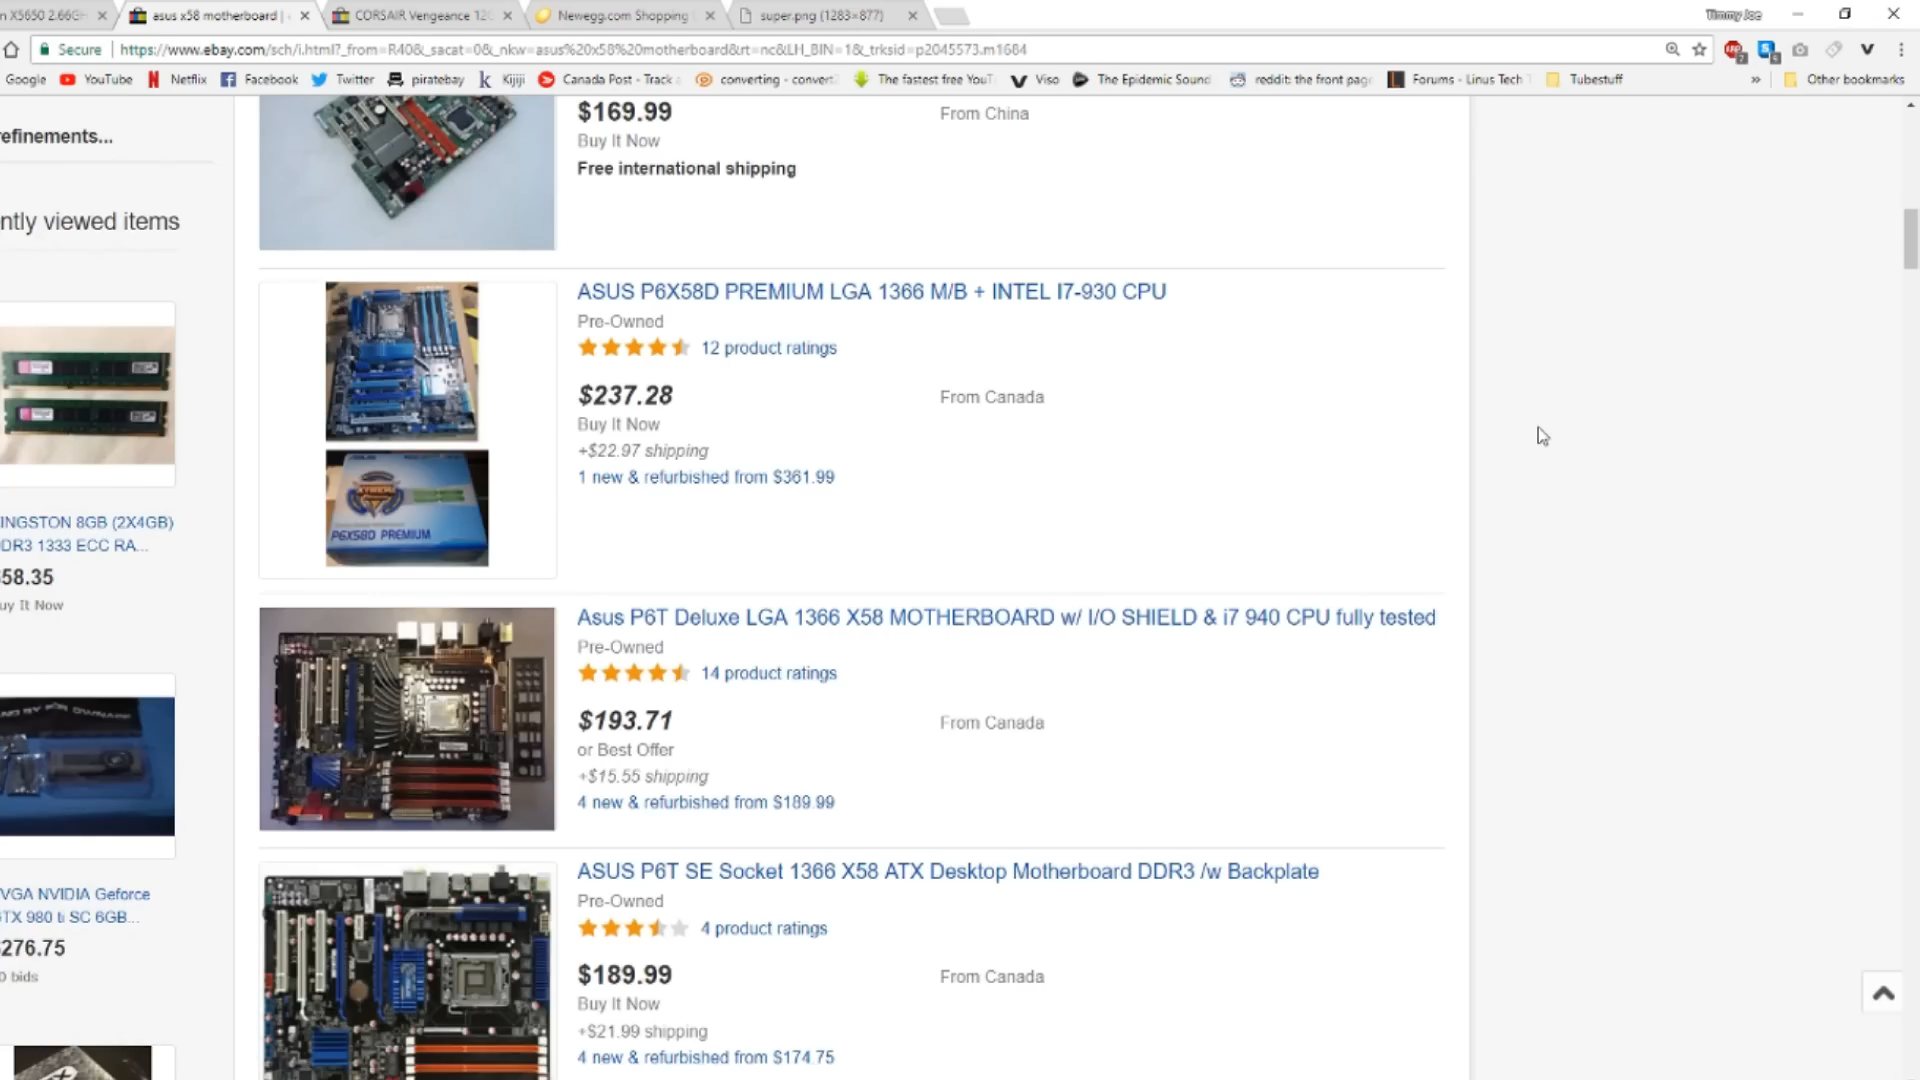 n X5650 2.66GH
asus x58 motherboard |
CORSAIR Vengeance 12G
Newegg.com Shopping
super.png (1283×877)
Timmy Joe
Secure
https://www.ebay.com/sch/i.html?_from=R40&_sacat=0&_nkw=asus%20x58%20motherboard&rt=nc&LH_BIN=1&_trksid=p2045573.m1684
Google
YouTube
Netflix
Facebook
Twitter
piratebay
Kijiji
Canada Post - Track
converting - convert
The fastest free YouT
Viso
The Epidemic Sound
reddit: the front page
Forums - Linus Tech T
Tubestuff
»
Other bookmarks
refinements...
ntly viewed items
INGSTON 8GB (2X4GB)
DR3 1333 ECC RA...
58.35
uy It Now
VGA NVIDIA Geforce
TX 980 ti SC 6GB...
276.75
0 bids
$169.99
From China
Buy It Now
Free international shipping
P6X58D PREMIUM
ASUS P6X58D PREMIUM LGA 1366 M/B + INTEL I7-930 CPU
Pre-Owned
12 product ratings
$237.28
From Canada
Buy It Now
+$22.97 shipping
1 new & refurbished from $361.99
Asus P6T Deluxe LGA 1366 X58 MOTHERBOARD w/ I/O SHIELD & i7 940 CPU fully tested
Pre-Owned
14 product ratings
$193.71
From Canada
or Best Offer
+$15.55 shipping
4 new & refurbished from $189.99
ASUS P6T SE Socket 1366 X58 ATX Desktop Motherboard DDR3 /w Backplate
Pre-Owned
4 product ratings
$189.99
From Canada
Buy It Now
+$21.99 shipping
4 new & refurbished from $174.75